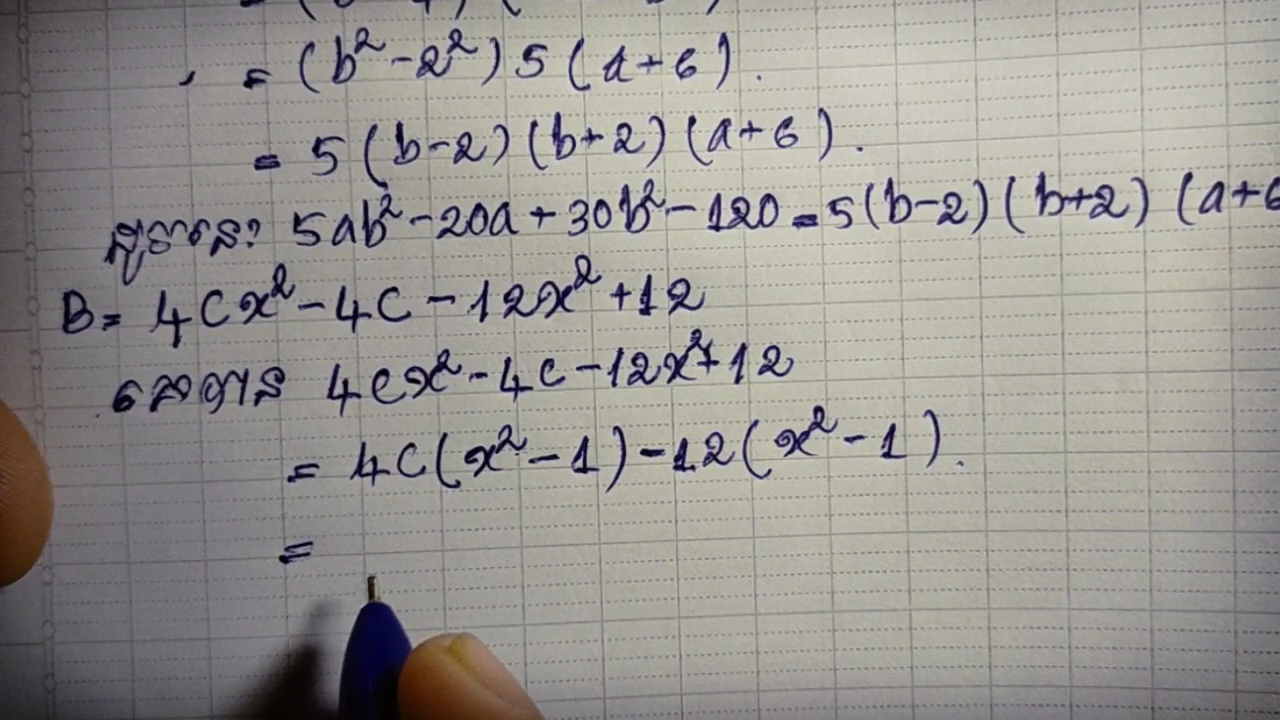 = (b² - 2²) 5 (a + 6).
= 5 (b - 2) (b + 2) (a + 6).
ដូចនេះ 5ab² - 20a + 30b² - 120 = 5(b - 2) (b + 2) (a + 6
B = 4cx² - 4c - 12x² + 12
គេបាន 4cx² - 4c - 12x² + 12
= 4c(x² - 1) - 12(x² - 1).
=